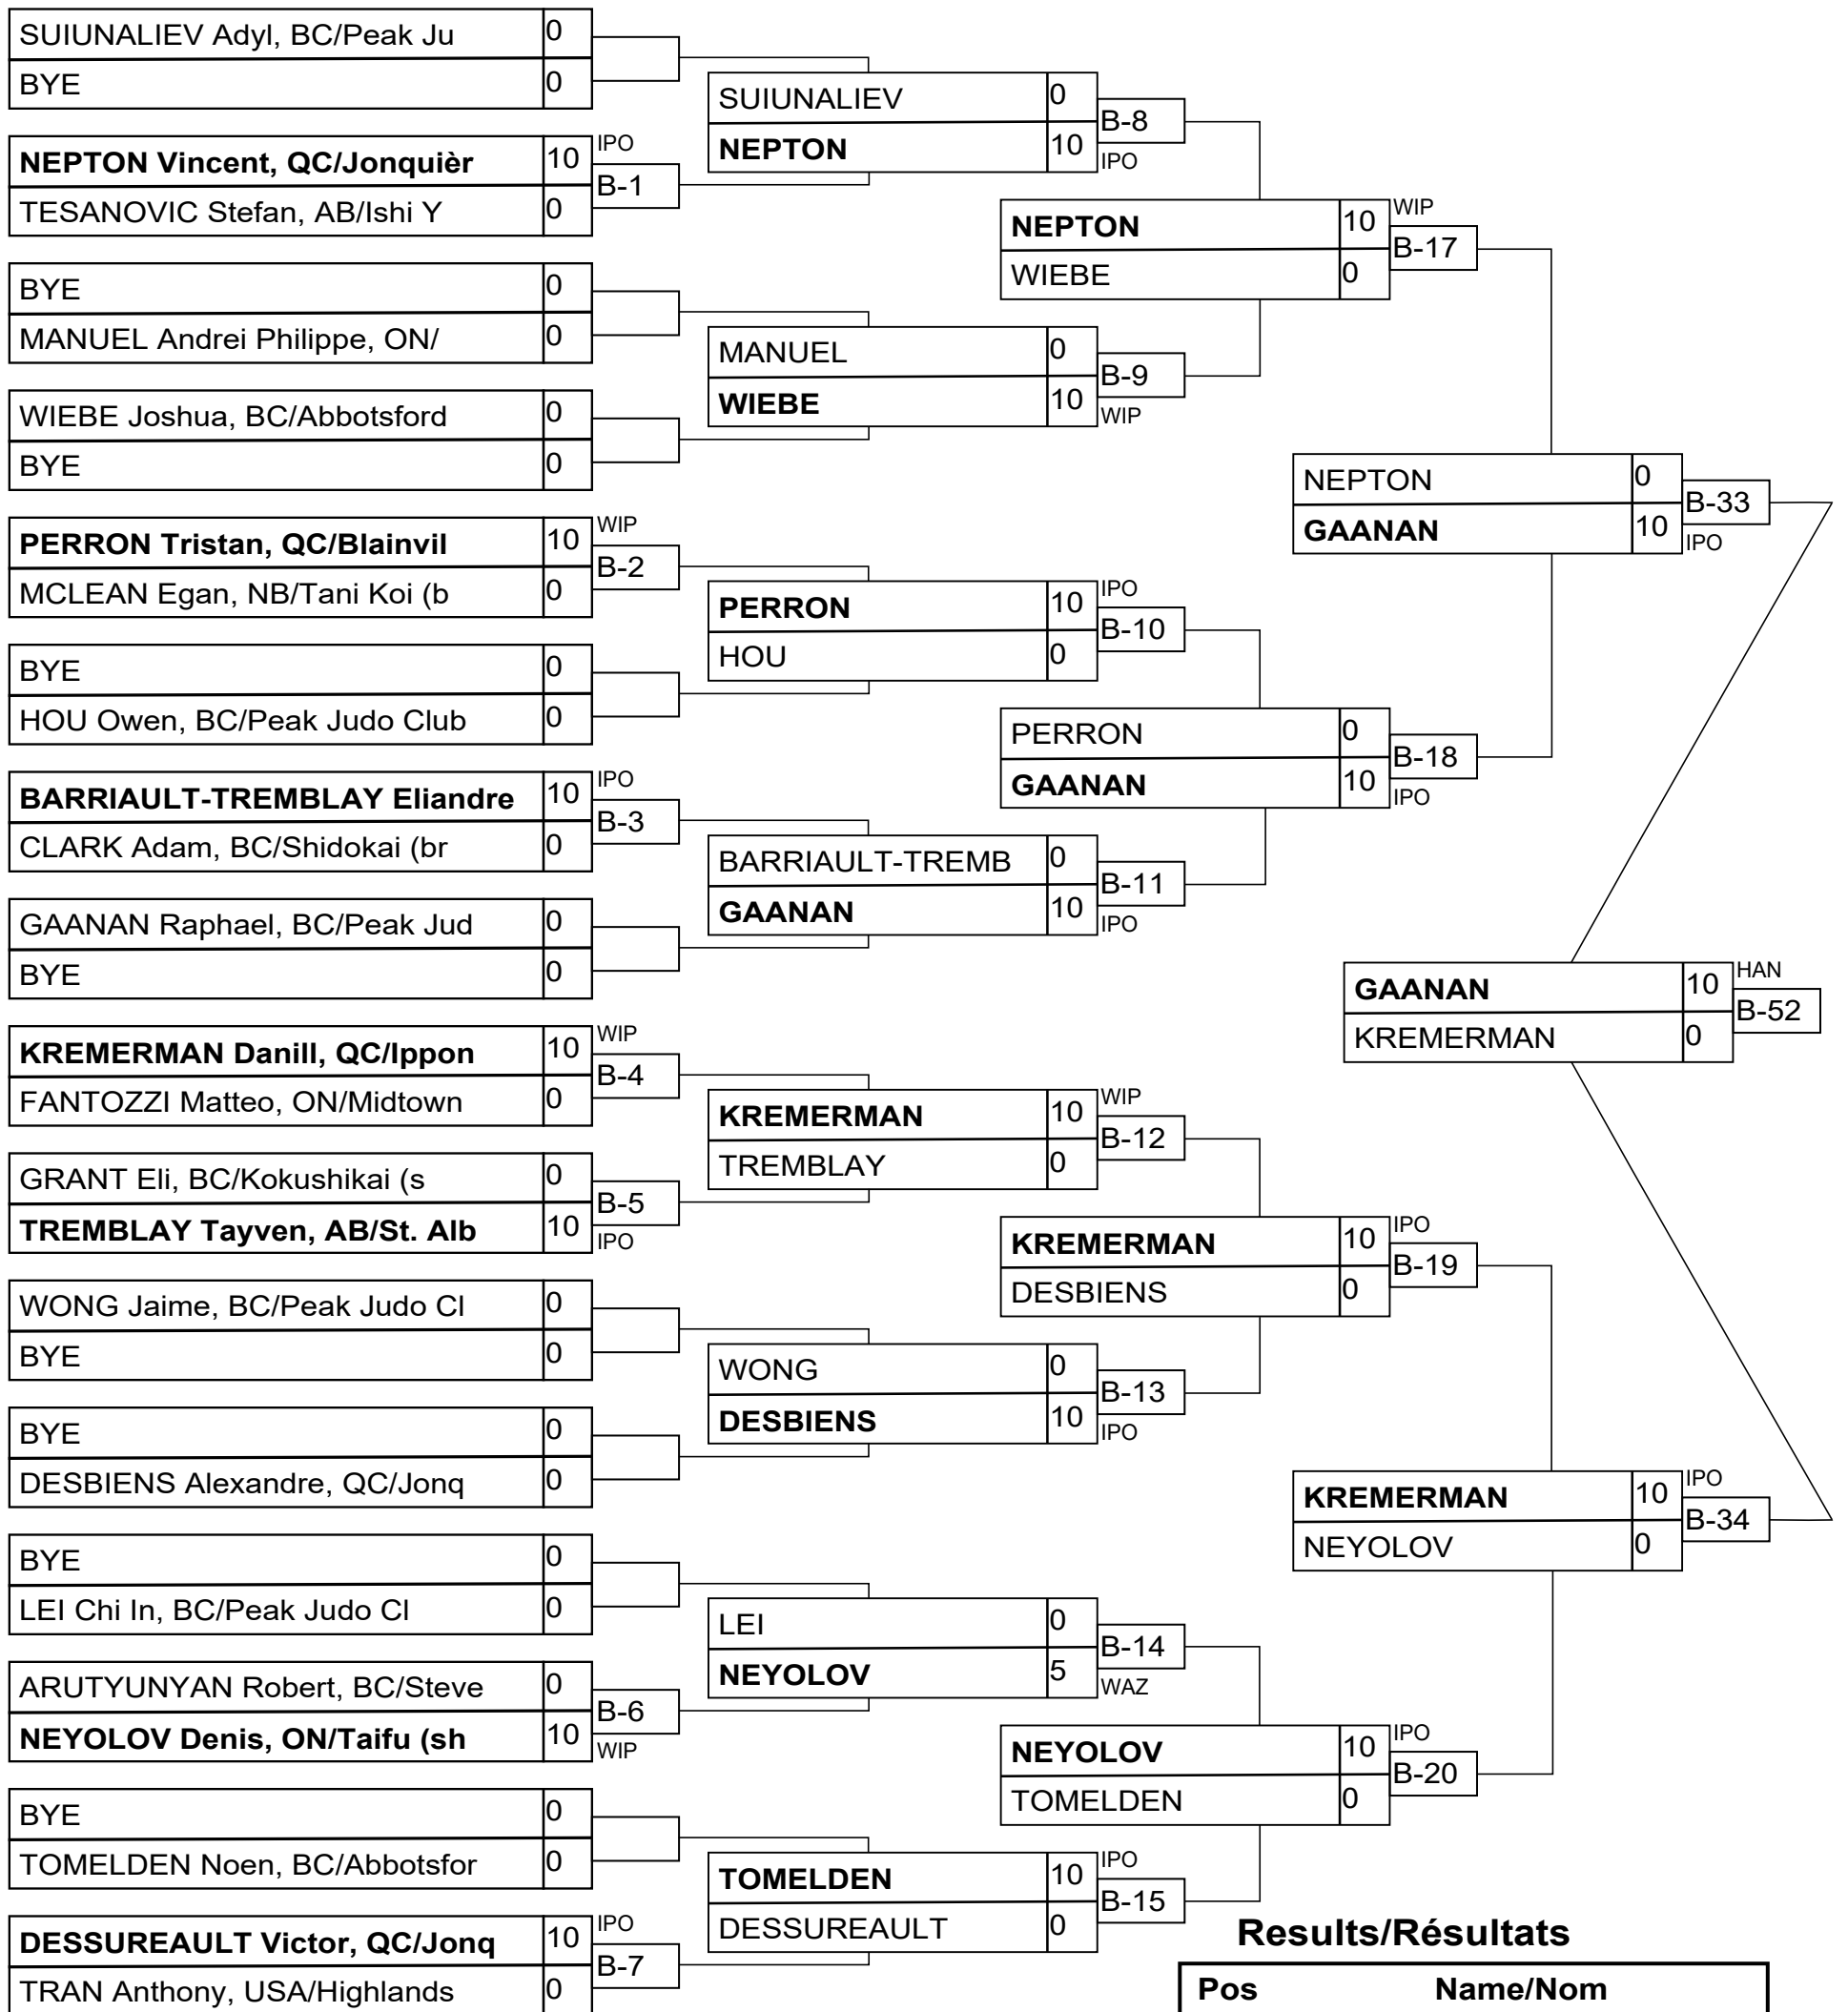 SUIUNALIEV Adyl, BC/Peak Ju 0
BYE 0
NEPTON Vincent, QC/Jonquièr 10 IPO
B-1
TESANOVIC Stefan, AB/Ishi Y 0
BYE 0
MANUEL Andrei Philippe, ON/ 0
WIEBE Joshua, BC/Abbotsford 0
BYE 0
PERRON Tristan, QC/Blainvil 10 WIP
B-2
MCLEAN Egan, NB/Tani Koi (b 0
BYE 0
HOU Owen, BC/Peak Judo Club 0
BARRIAULT-TREMBLAY Eliandre 10 IPO
B-3
CLARK Adam, BC/Shidokai (br 0
GAANAN Raphael, BC/Peak Jud 0
BYE 0
KREMERMAN Danill, QC/Ippon 10 WIP
B-4
FANTOZZI Matteo, ON/Midtown 0
GRANT Eli, BC/Kokushikai (s 0
B-5
TREMBLAY Tayven, AB/St. Alb 10 IPO
WONG Jaime, BC/Peak Judo Cl 0
BYE 0
BYE 0
DESBIENS Alexandre, QC/Jonq 0
BYE 0
LEI Chi In, BC/Peak Judo Cl 0
ARUTYUNYAN Robert, BC/Steve 0
B-6
NEYOLOV Denis, ON/Taifu (sh 10 WIP
BYE 0
TOMELDEN Noen, BC/Abbotsfor 0
DESSUREAULT Victor, QC/Jonq 10 IPO
B-7
TRAN Anthony, USA/Highlands 0
SUIUNALIEV 0
B-8
NEPTON 10 IPO
MANUEL 0
B-9
WIEBE 10 WIP
PERRON 10 IPO
B-10
HOU 0
BARRIAULT-TREMB 0
B-11
GAANAN 10 IPO
KREMERMAN 10 WIP
B-12
TREMBLAY 0
WONG 0
B-13
DESBIENS 10 IPO
LEI 0
B-14
NEYOLOV 5 WAZ
TOMELDEN 10 IPO
B-15
DESSUREAULT 0
NEPTON 10 WIP
B-17
WIEBE 0
PERRON 0
B-18
GAANAN 10 IPO
KREMERMAN 10 IPO
B-19
DESBIENS 0
NEYOLOV 10 IPO
B-20
TOMELDEN 0
NEPTON 0
B-33
GAANAN 10 IPO
KREMERMAN 10 IPO
B-34
NEYOLOV 0
GAANAN 10 HAN
B-52
KREMERMAN 0
Results/Résultats
Pos Name/Nom